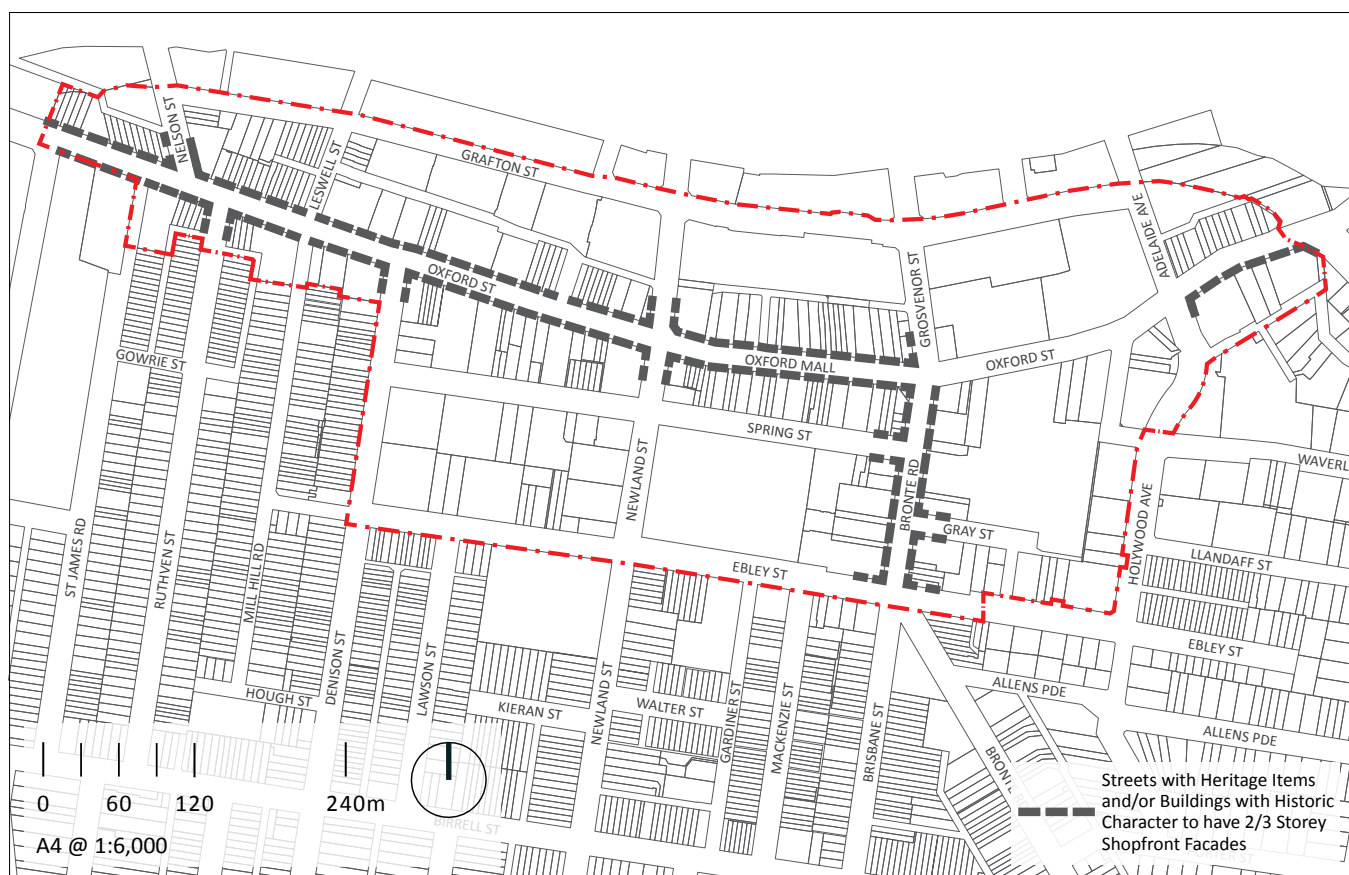 NELSON ST
LESWELL ST
GRAFTON ST
ADELAIDE AVE
GROSVENOR ST
OXFORD ST
OXFORD MALL
OXFORD ST
GOWRIE ST
SPRING ST
NEWLAND ST
BRONTE RD
WAVERL
GRAY ST
HOLYWOOD AVE
LLANDAFF ST
ST JAMES RD
RUTHVEN ST
MILL HILL RD
EBLEY ST
EBLEY ST
DENISON ST
LAWSON ST
HOUGH ST
KIERAN ST
NEWLAND ST
WALTER ST
GARDINER ST
MACKENZIE ST
BRISBANE ST
ALLENS PDE
ALLENS PDE
BRONTE
BIRRELL ST
0 60 120 240m
A4 @ 1:6,000
Streets with Heritage Items
and/or Buildings with Historic
Character to have 2/3 Storey
Shopfront Facades